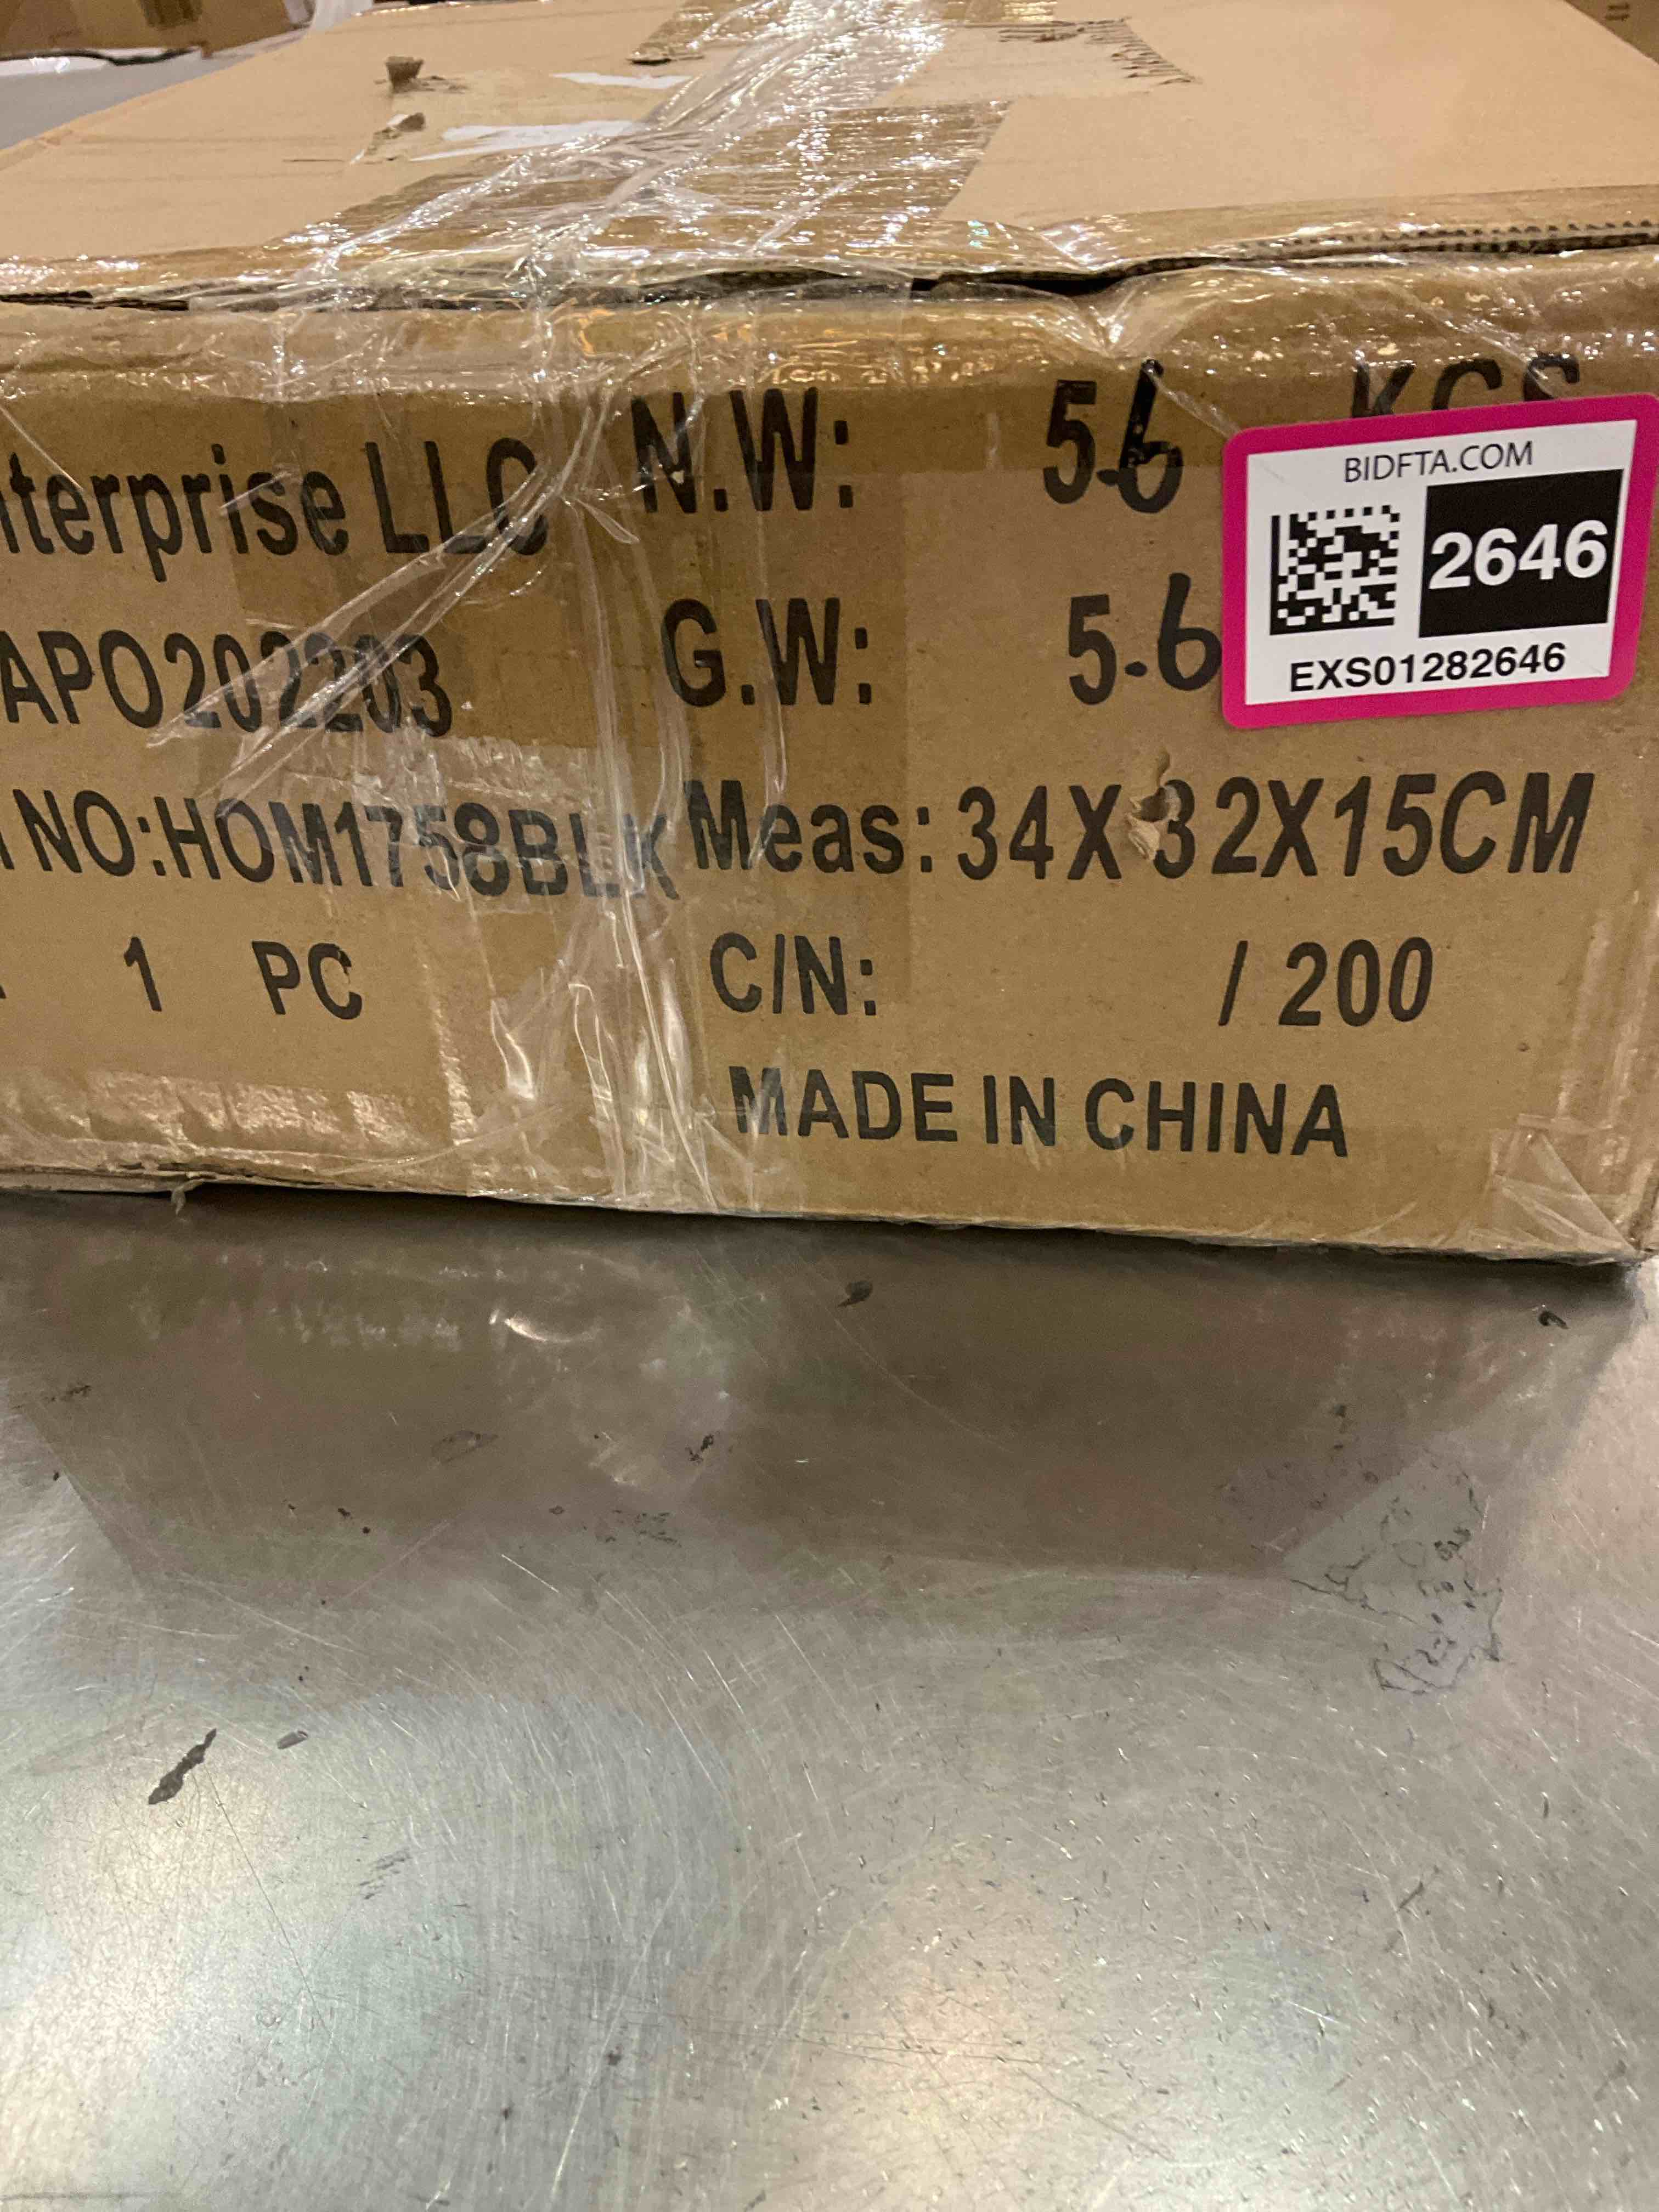 nterprise LLC
APO202203
NO:HOM1758BLK
1 PC
N.W: 5.6 KGS
G.W: 5.6
Meas:34X32X15CM
C/N: / 200
MADE IN CHINA
BIDFTA.COM
2646
EXS01282646